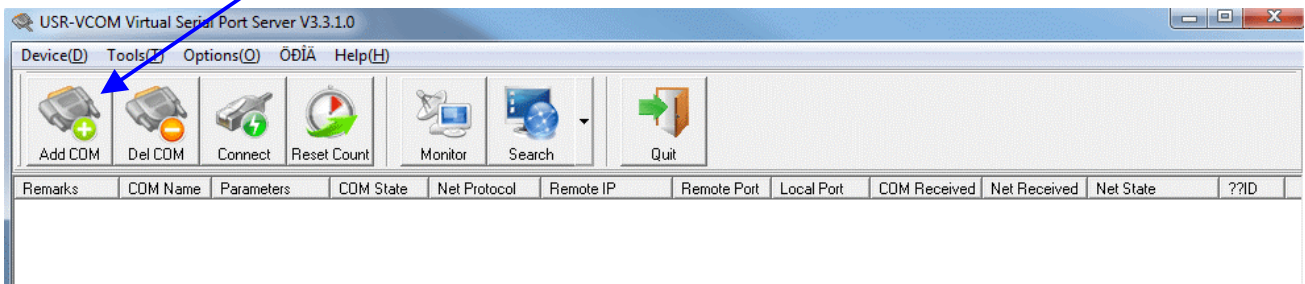 USR-VCOM Virtual Serial Port Server V3.3.1.0
Device(D) Tools(T) Options(O) ÖÐÎÄ Help(H)
Add COM Del COM Connect Reset Count Monitor Search Quit
Remarks COM Name Parameters COM State Net Protocol Remote IP Remote Port Local Port COM Received Net Received Net State ??ID